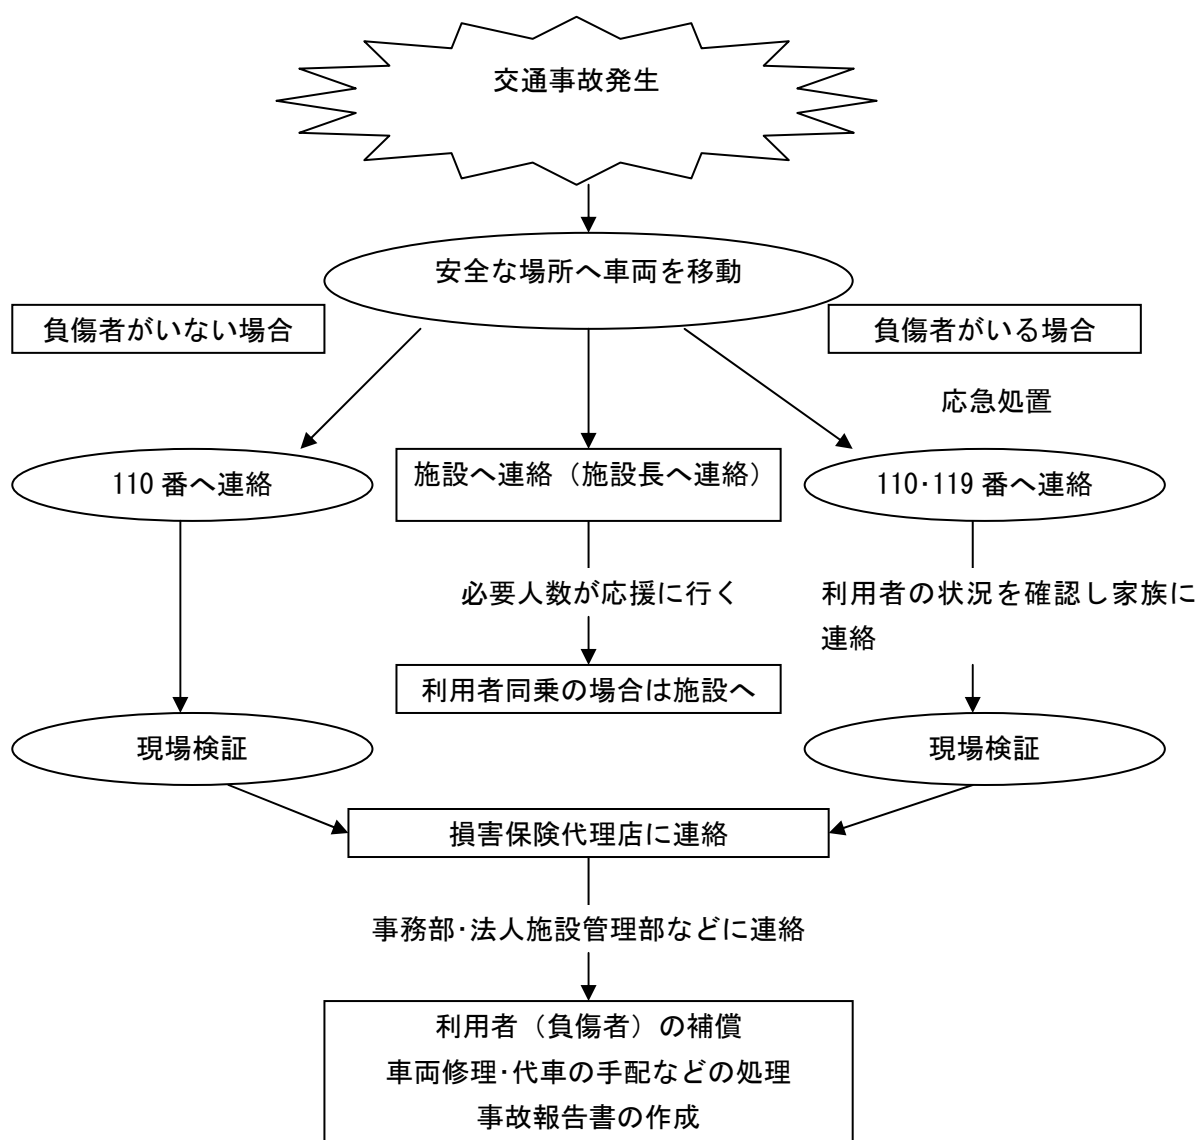 交通事故発生
安全な場所へ車両を移動
負傷者がいない場合
負傷者がいる場合
応急処置
110 番へ連絡
施設へ連絡（施設長へ連絡）
110･119 番へ連絡
必要人数が応援に行く
利用者の状況を確認し家族に
連絡
利用者同乗の場合は施設へ
現場検証
現場検証
損害保険代理店に連絡
事務部･法人施設管理部などに連絡
利用者（負傷者）の補償
車両修理･代車の手配などの処理
事故報告書の作成